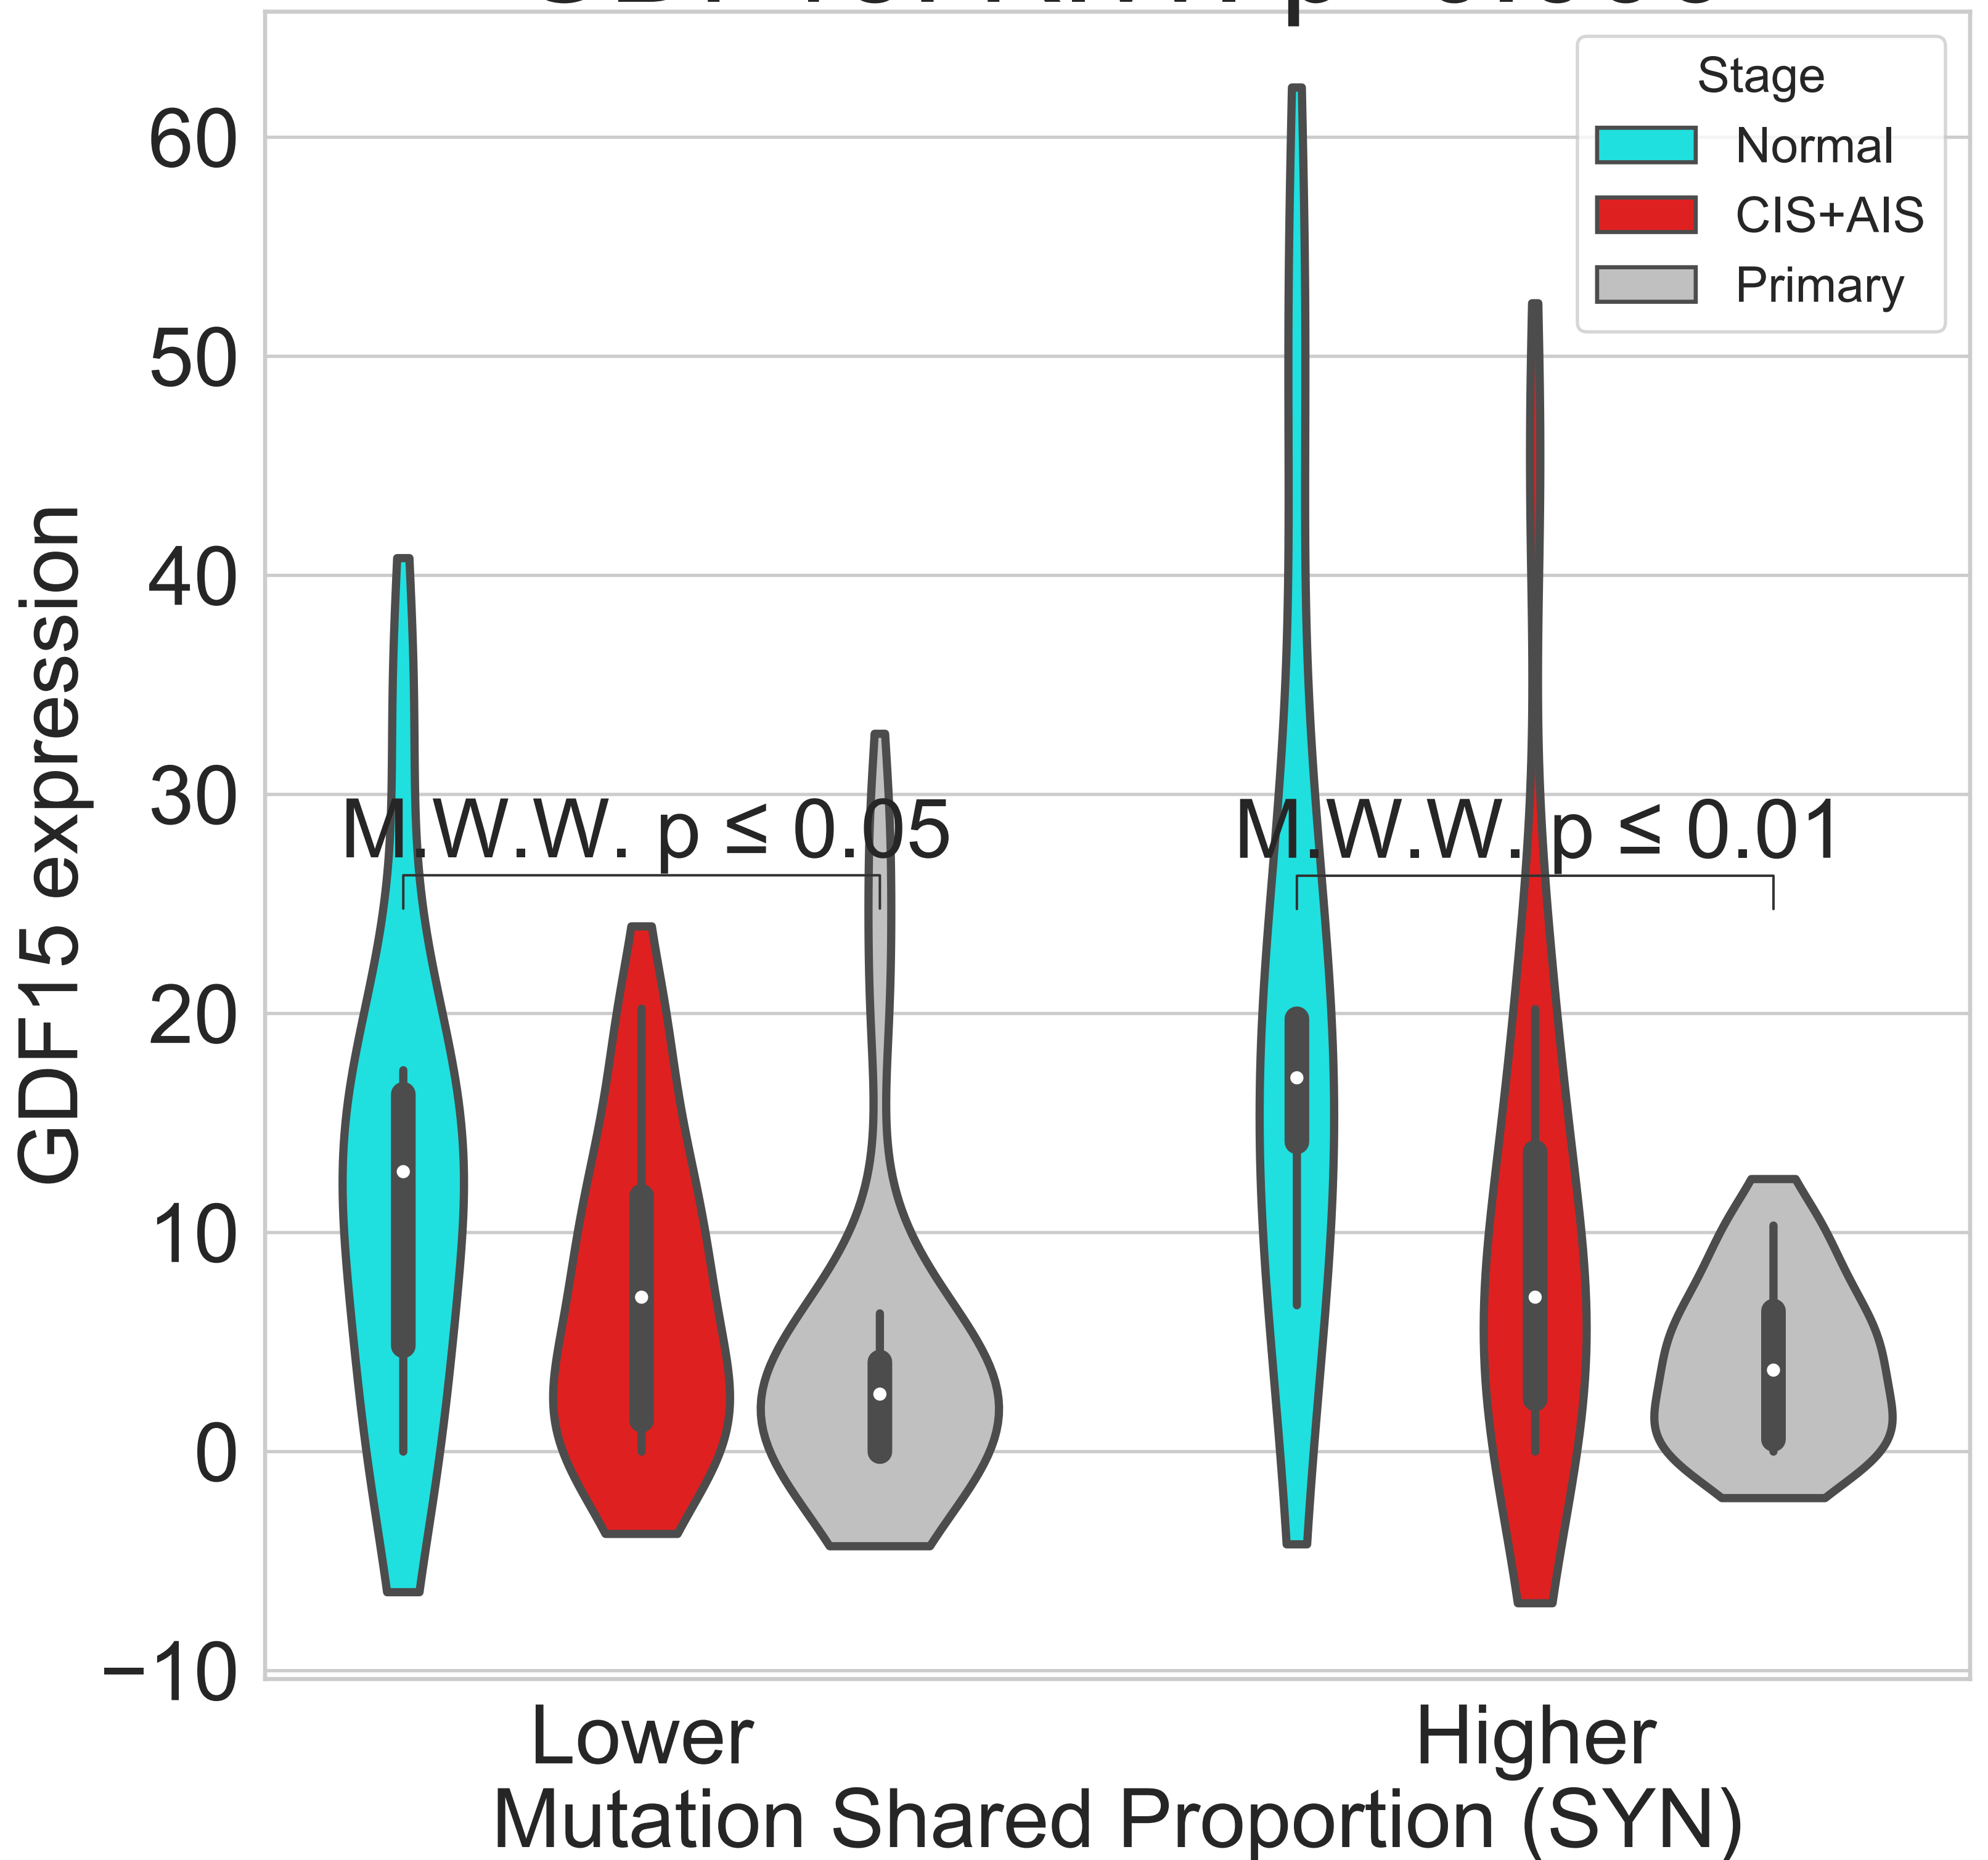 Stage
Normal
CIS+AIS
Primary
60
50
40
30
20
10
0
−10
GDF15 expression
M.W.W. p ≤ 0.05
M.W.W. p ≤ 0.01
Lower
Higher
Mutation Shared Proportion (SYN)